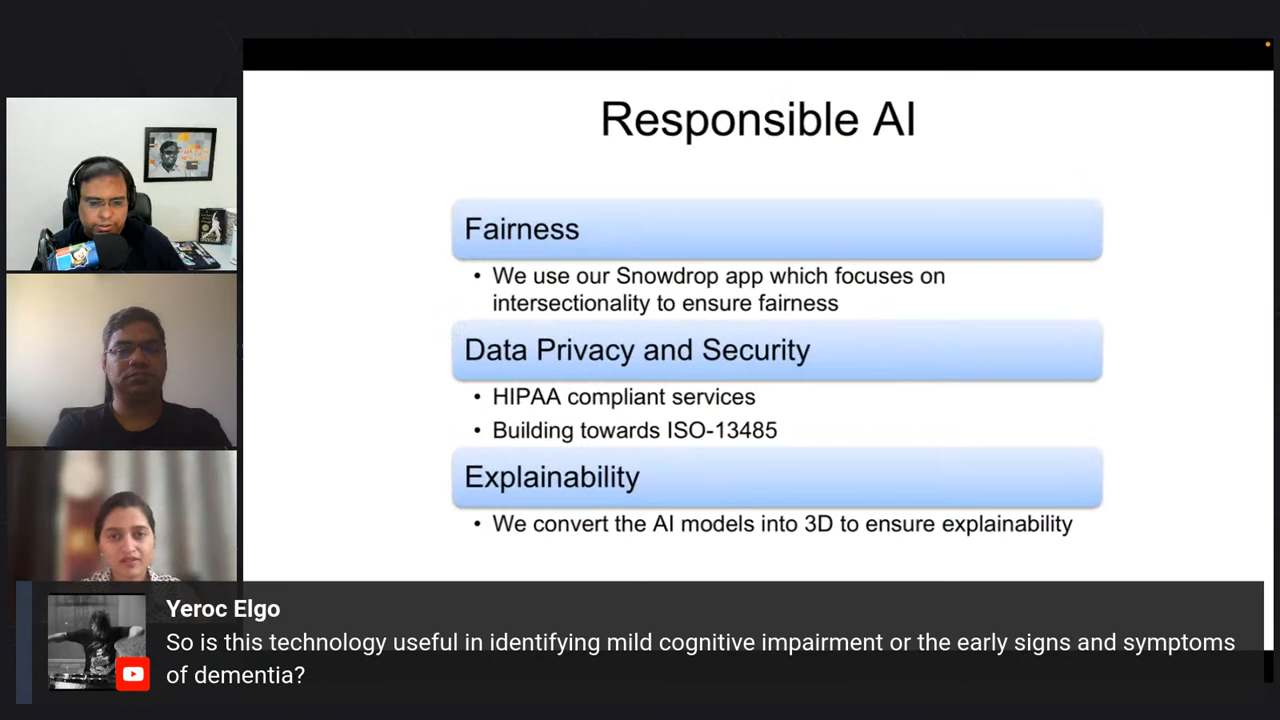 Responsible AI
Fairness
• We use our Snowdrop app which focuses on
intersectionality to ensure fairness
Data Privacy and Security
• HIPAA compliant services
• Building towards ISO-13485
Explainability
• We convert the AI models into 3D to ensure explainability
Yeroc Elgo
So is this technology useful in identifying mild cognitive impairment or the early signs and symptoms
of dementia?